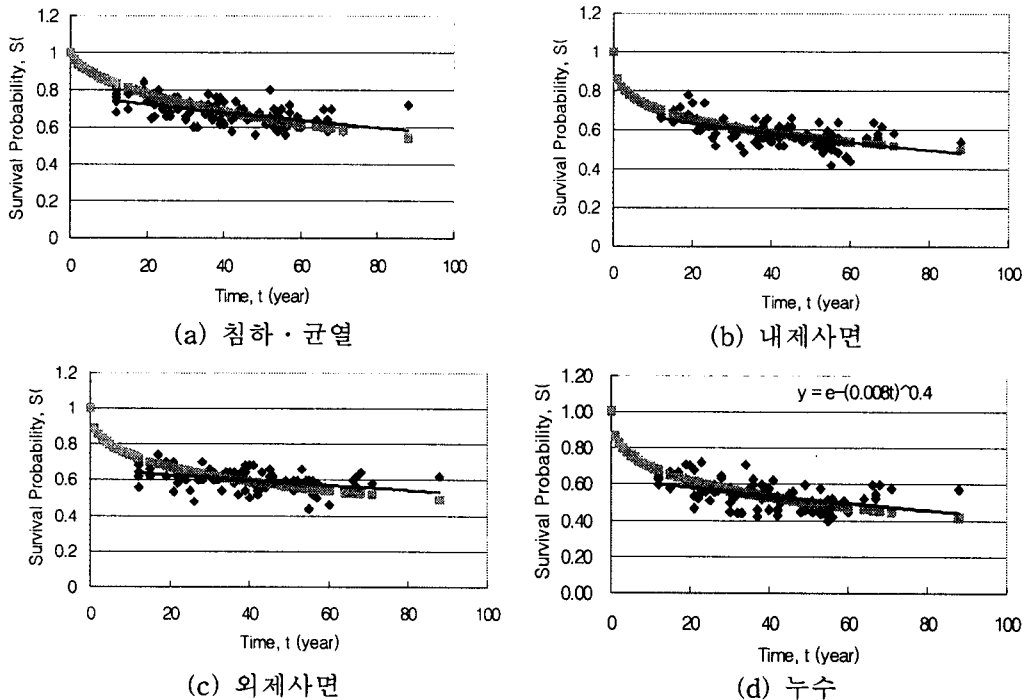 1.2
1
0.8
0.6
0.4
0.2
0
Survival Probability, S(
0 20 40 60 80 100
Time, t (year)
(a) 침하 · 균열
1.2
1
0.8
0.6
0.4
0.2
0
Survival Probability, S(
0 20 40 60 80 100
Time, t (year)
(b) 내제사면
1.2
1
0.8
0.6
0.4
0.2
0
Survival Probability, S(
0 20 40 60 80 100
Time, t (year)
(c) 외제사면
1.20
1.00
0.80
0.60
0.40
0.20
0.00
Survival Probability, S(
y = e-(0.008t)^0.4
0 20 40 60 80 100
Time, t (year)
(d) 누수